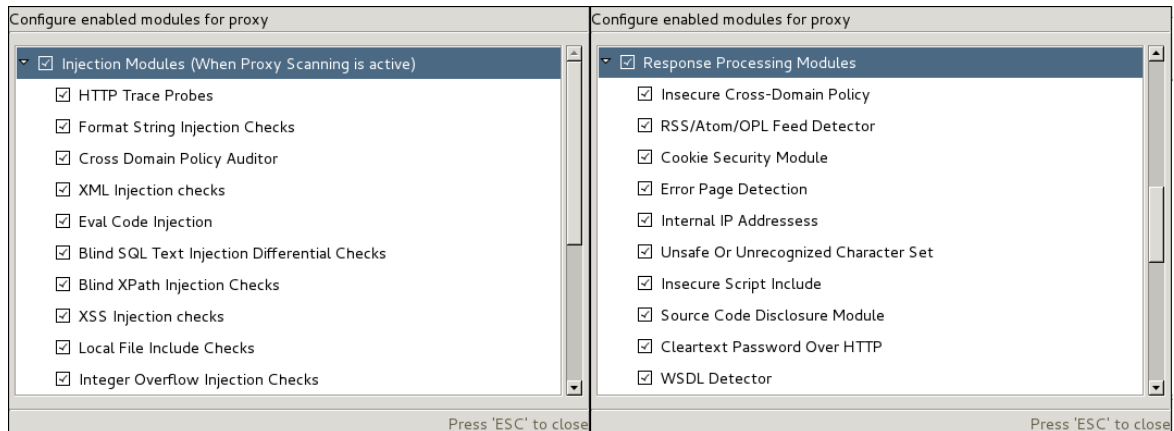 Configure enabled modules for proxy
Injection Modules (When Proxy Scanning is active)
HTTP Trace Probes
Format String Injection Checks
Cross Domain Policy Auditor
XML Injection checks
Eval Code Injection
Blind SQL Text Injection Differential Checks
Blind XPath Injection Checks
XSS Injection checks
Local File Include Checks
Integer Overflow Injection Checks
Press 'ESC' to close
Configure enabled modules for proxy
Response Processing Modules
Insecure Cross-Domain Policy
RSS/Atom/OPL Feed Detector
Cookie Security Module
Error Page Detection
Internal IP Addressess
Unsafe Or Unrecognized Character Set
Insecure Script Include
Source Code Disclosure Module
Cleartext Password Over HTTP
WSDL Detector
Press 'ESC' to close